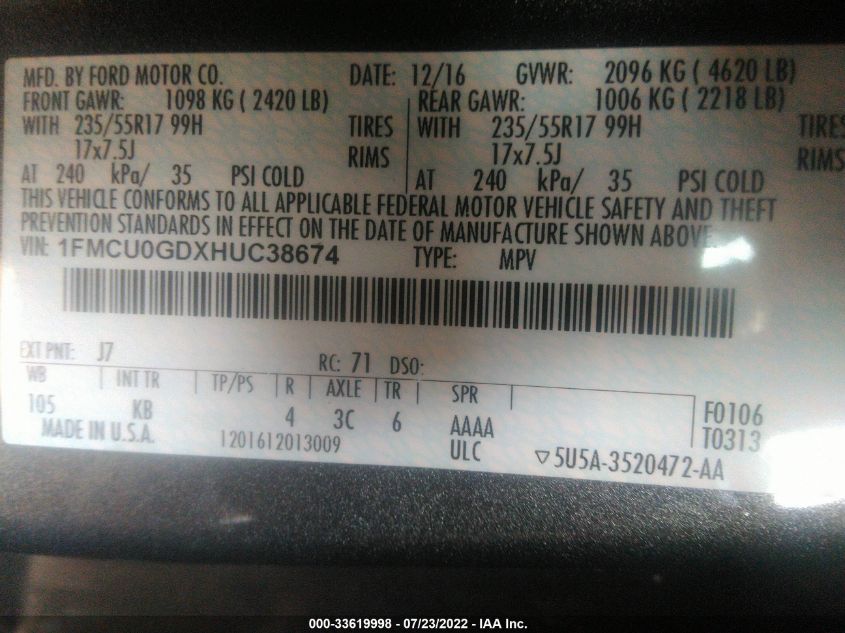 MFD. BY FORD MOTOR CO. DATE: 12/16 GVWR: 2096 KG ( 4620 LB)
FRONT GAWR: 1098 KG ( 2420 LB) REAR GAWR: 1006 KG ( 2218 LB)
WITH 235/55R17 99H TIRES WITH 235/55R17 99H TIRES
17x7.5J RIMS 17x7.5J RIMS
AT 240 kPa/ 35 PSI COLD AT 240 kPa/ 35 PSI COLD
THIS VEHICLE CONFORMS TO ALL APPLICABLE FEDERAL MOTOR VEHICLE SAFETY AND THEFT
PREVENTION STANDARDS IN EFFECT ON THE DATE OF MANUFACTURE SHOWN ABOVE.
VIN: 1FMCU0GDXHUC38674 TYPE: MPV
EXT PNT: J7 RC: 71 DSO:
WB INT TR TP/PS R AXLE TR SPR
105 KB 4 3C 6 AAAA F0106
MADE IN U.S.A. 1201612013009 ULC T0313
▽5U5A-3520472-AA
000-33619998 - 07/23/2022 - IAA Inc.